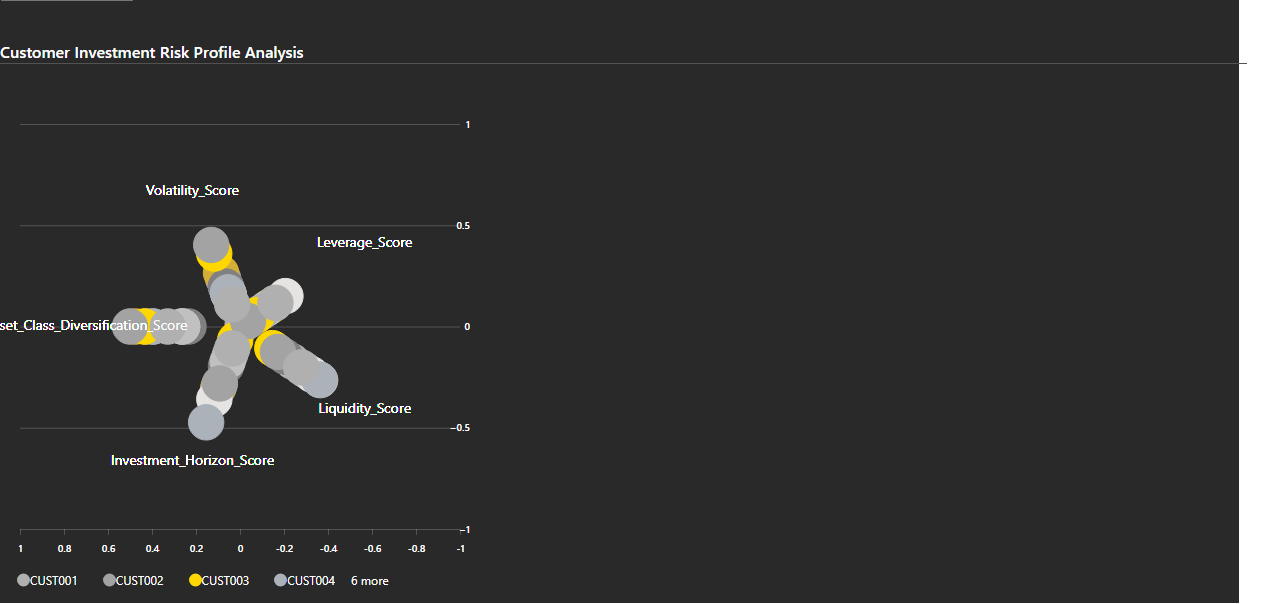 Customer Investment Risk Profile Analysis
1
Volatility_Score
0.5
Leverage_Score
set_Class_Diversification_Score
0
Liquidity_Score
−0.5
Investment_Horizon_Score
−1
1 0.8 0.6 0.4 0.2 0 -0.2 -0.4 -0.6 -0.8 -1
CUST001 CUST002 CUST003 CUST004 6 more